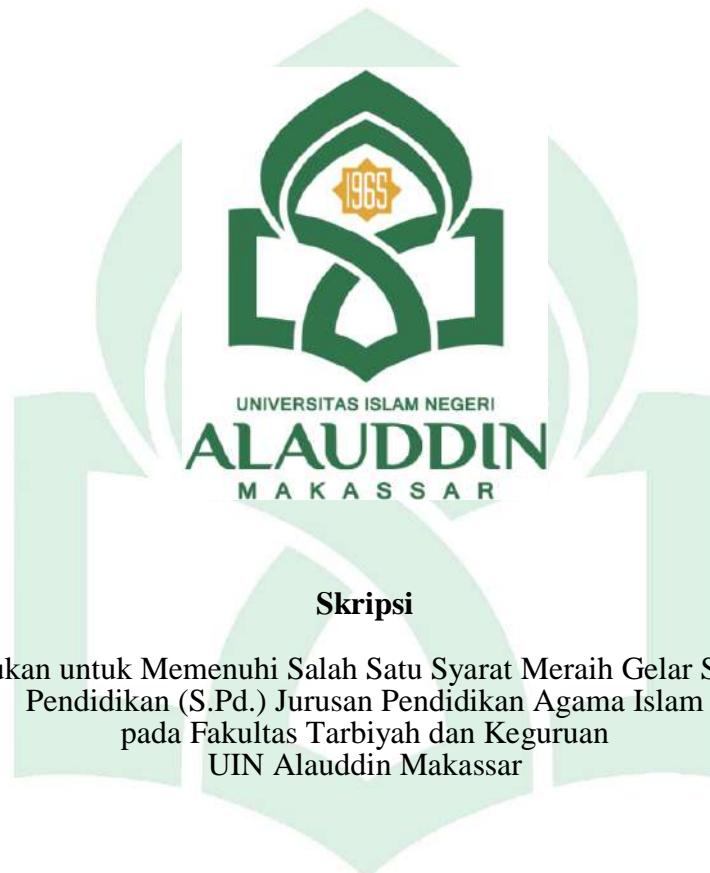 1965
UNIVERSITAS ISLAM NEGERI
ALAUDDIN
MAKASSAR
Skripsi
ukan untuk Memenuhi Salah Satu Syarat Meraih Gelar S
Pendidikan (S.Pd.) Jurusan Pendidikan Agama Islam
pada Fakultas Tarbiyah dan Keguruan
UIN Alauddin Makassar